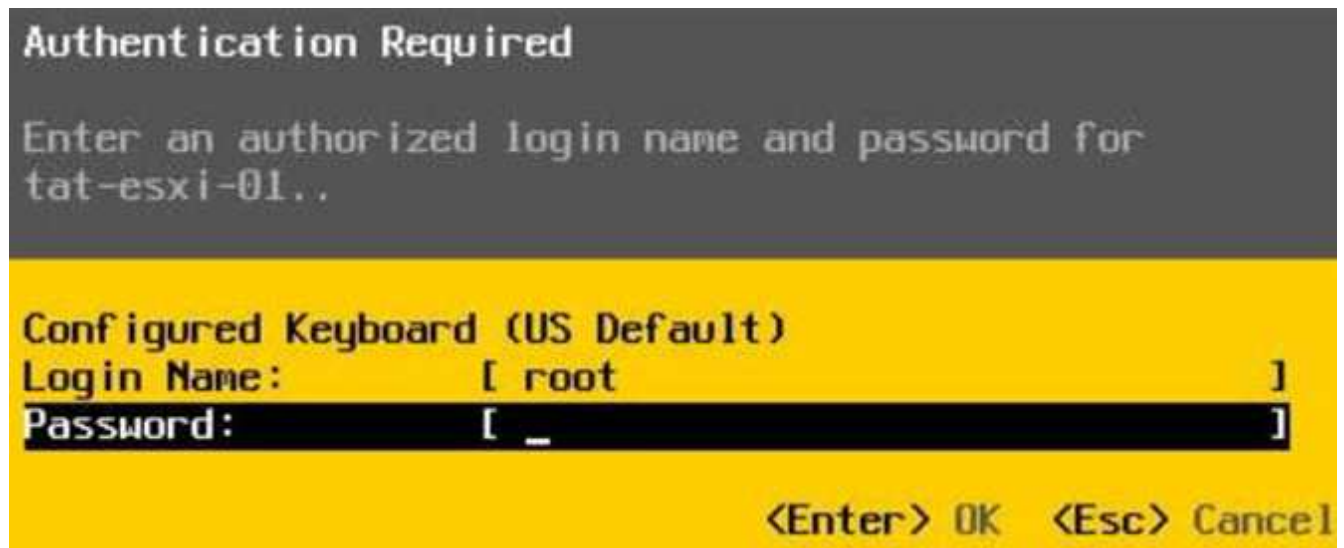 Authentication Required
Enter an authorized login name and password for
tat-esxi-01..
Configured Keyboard (US Default)
Login Name: [ root ]
Password: [ _ ]
<Enter> OK <Esc> Cancel